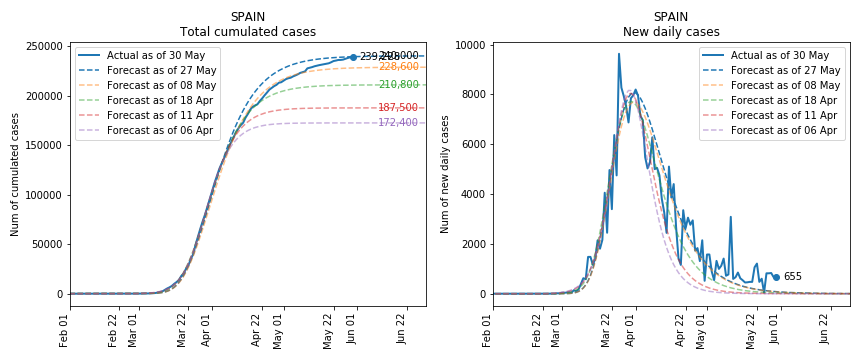 SPAIN
Total cumulated cases
Num of cumulated cases
250000
200000
150000
100000
50000
0
Actual as of 30 May
Forecast as of 27 May
Forecast as of 08 May
Forecast as of 18 Apr
Forecast as of 11 Apr
Forecast as of 06 Apr
228,600
210,800
187,500
172,400
Feb 01
Feb 22
Mar 01
Mar 22
Apr 01
Apr 22
May 01
May 22
Jun 01
Jun 22
SPAIN
New daily cases
Num of new daily cases
10000
8000
6000
4000
2000
0
Actual as of 30 May
Forecast as of 27 May
Forecast as of 08 May
Forecast as of 18 Apr
Forecast as of 11 Apr
Forecast as of 06 Apr
655
Feb 01
Feb 22
Mar 01
Mar 22
Apr 01
Apr 22
May 01
May 22
Jun 01
Jun 22